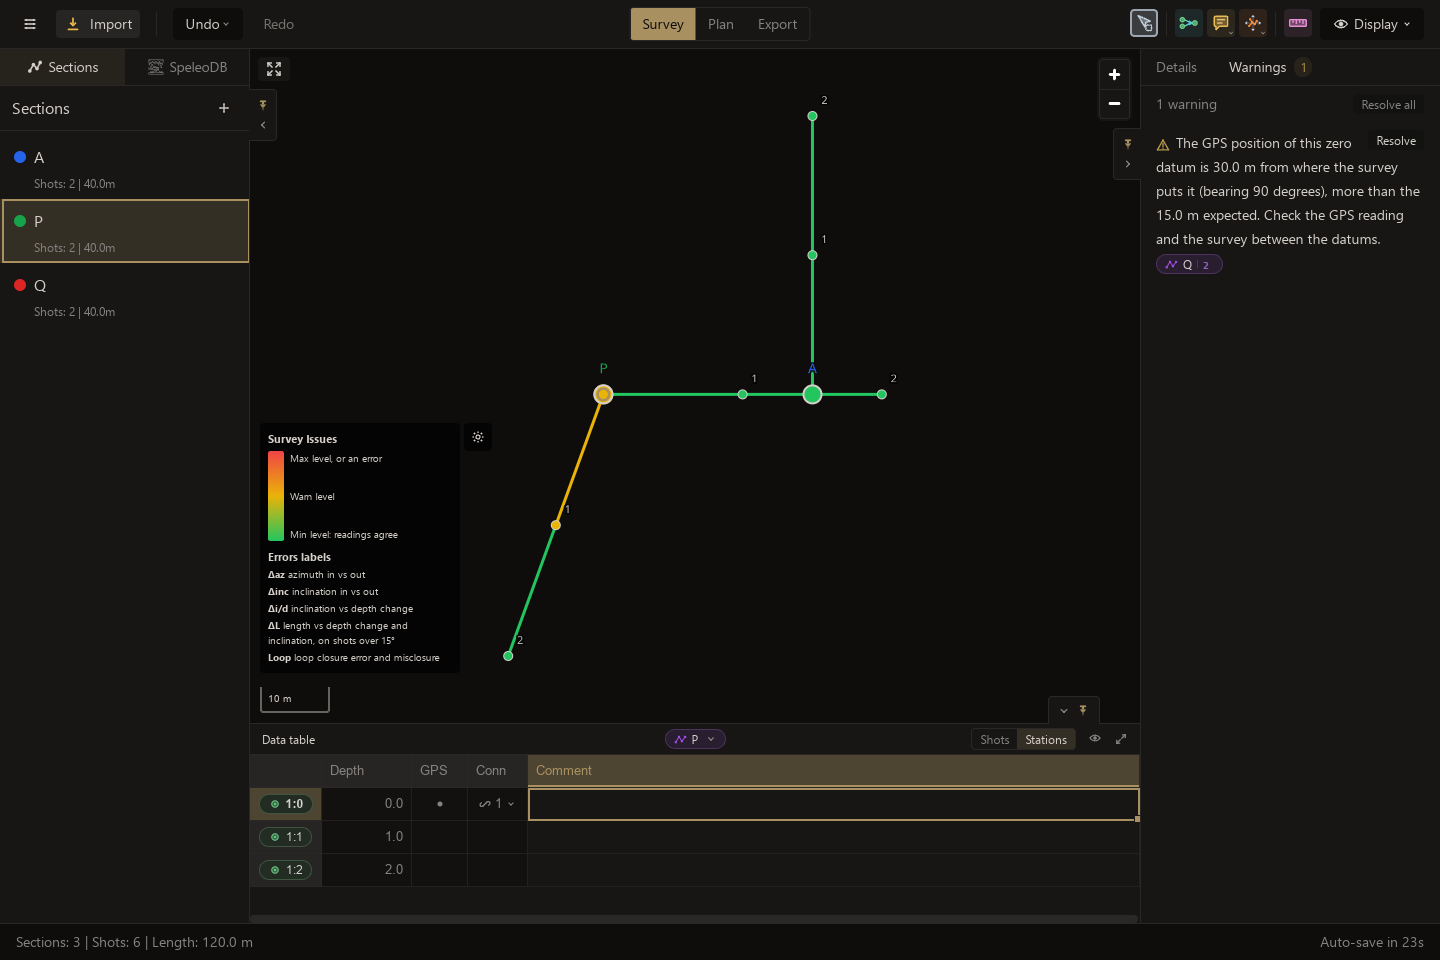 Import
Undo
Redo
Survey
Plan
Export
Display
Sections
SpeleoDB
Sections
A
Shots: 2 | 40.0m
P
Shots: 2 | 40.0m
Q
Shots: 2 | 40.0m
2
1
P
1
A
2
1
2
Survey Issues
Max level, or an error
Warn level
Min level: readings agree
Errors labels
Δaz azimuth in vs out
Δinc inclination in vs out
Δi/d inclination vs depth change
ΔL length vs depth change and
inclination, on shots over 15°
Loop loop closure error and misclosure
10 m
Details
Warnings 1
1 warning
Resolve all
The GPS position of this zero
Resolve
datum is 30.0 m from where the survey
puts it (bearing 90 degrees), more than the
15.0 m expected. Check the GPS reading
and the survey between the datums.
Q 2
Data table
P
Shots
Stations
Depth GPS Conn Comment
1:0 0.0 1
1:1 1.0
1:2 2.0
Sections: 3 | Shots: 6 | Length: 120.0 m
Auto-save in 23s